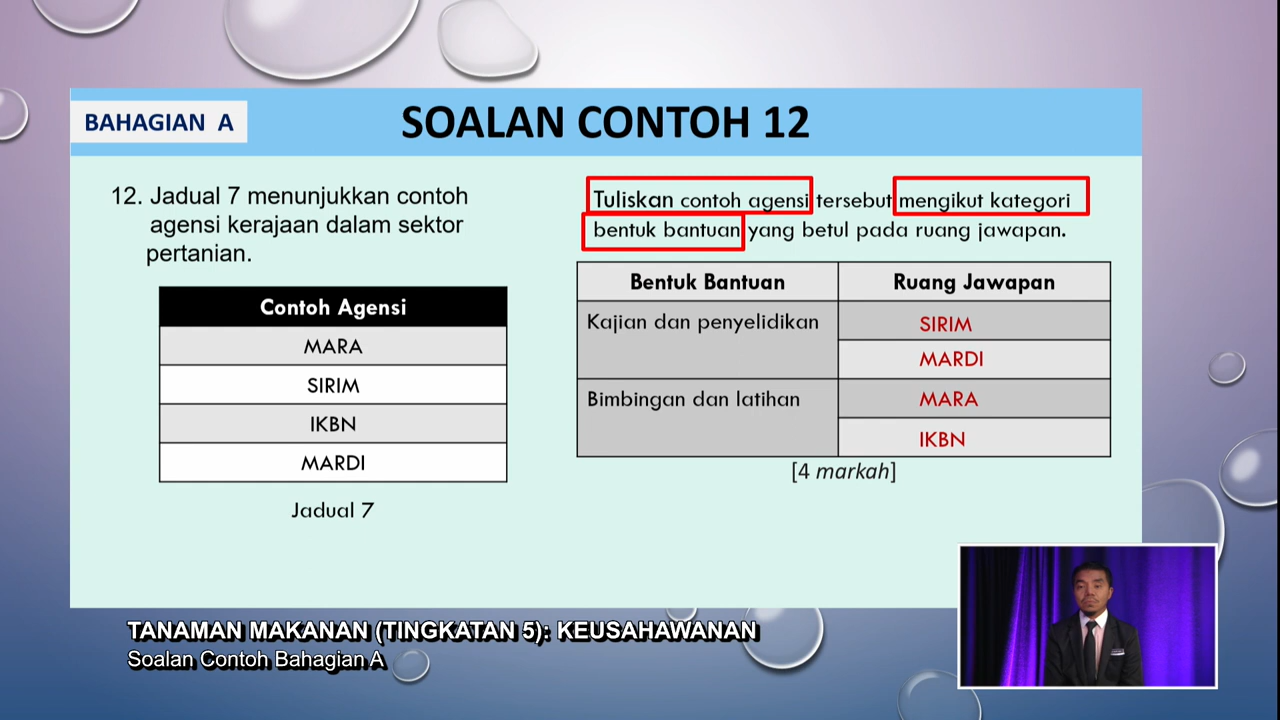 BAHAGIAN A
SOALAN CONTOH 12
12. Jadual 7 menunjukkan contoh
agensi kerajaan dalam sektor
pertanian.
Contoh Agensi
MARA
SIRIM
IKBN
MARDI
Jadual 7
Tuliskan contoh agensi tersebut mengikut kategori
bentuk bantuan yang betul pada ruang jawapan.
Bentuk Bantuan Ruang Jawapan
Kajian dan penyelidikan SIRIM
MARDI
Bimbingan dan latihan MARA
IKBN
[4 markah]
TANAMAN MAKANAN (TINGKATAN 5): KEUSAHAWANAN
Soalan Contoh Bahagian A